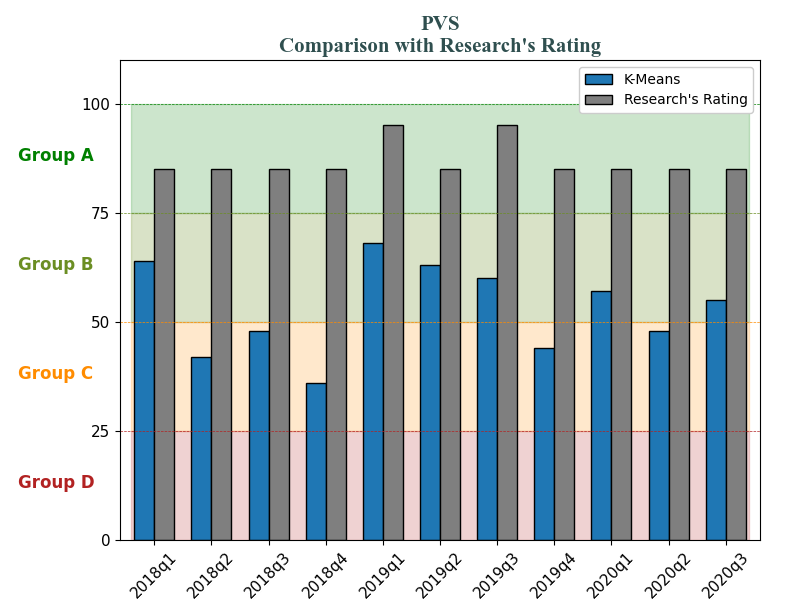 PVS
Comparison with Research's Rating
K-Means
Research's Rating
100
Group A
75
Group B
50
Group C
25
Group D
0
2018q1 2018q2 2018q3 2018q4 2019q1 2019q2 2019q3 2019q4 2020q1 2020q2 2020q3